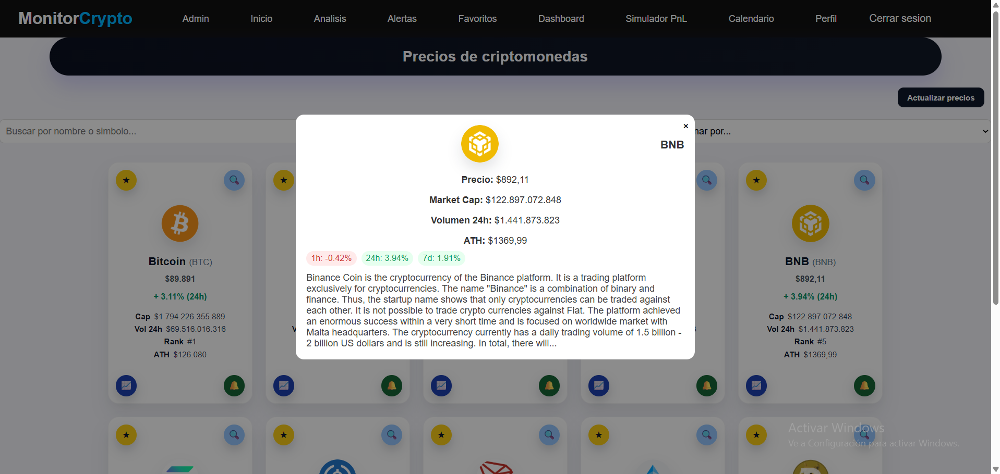 MonitorCrypto
Admin
Inicio
Analisis
Alertas
Favoritos
Dashboard
Simulador PnL
Calendario
Perfil
Cerrar sesion
Precios de criptomonedas
Actualizar precios
Buscar por nombre o simbolo...
nar por...
×
BNB
Precio: $892,11
Market Cap: $122.897.072.848
Volumen 24h: $1.441.873.823
ATH: $1369,99
1h: -0.42%
24h: 3.94%
7d: 1.91%
Binance Coin is the cryptocurrency of the Binance platform. It is a trading platform
exclusively for cryptocurrencies. The name "Binance" is a combination of binary and
finance. Thus, the startup name shows that only cryptocurrencies can be traded against
each other. It is not possible to trade crypto currencies against Fiat. The platform achieved
an enormous success within a very short time and is focused on worldwide market with
Malta headquarters. The cryptocurrency currently has a daily trading volume of 1.5 billion -
2 billion US dollars and is still increasing. In total, there will...
Bitcoin (BTC)
$89.891
+ 3.11% (24h)
Cap $1.794.226.355.889
Vol 24h $69.516.016.316
Rank #1
ATH $126.080
BNB (BNB)
$892,11
+ 3.94% (24h)
Cap $122.897.072.848
Vol 24h $1.441.873.823
Rank #5
ATH $1369,99
Activar Windows
Ve a Configuración para activar Windows.